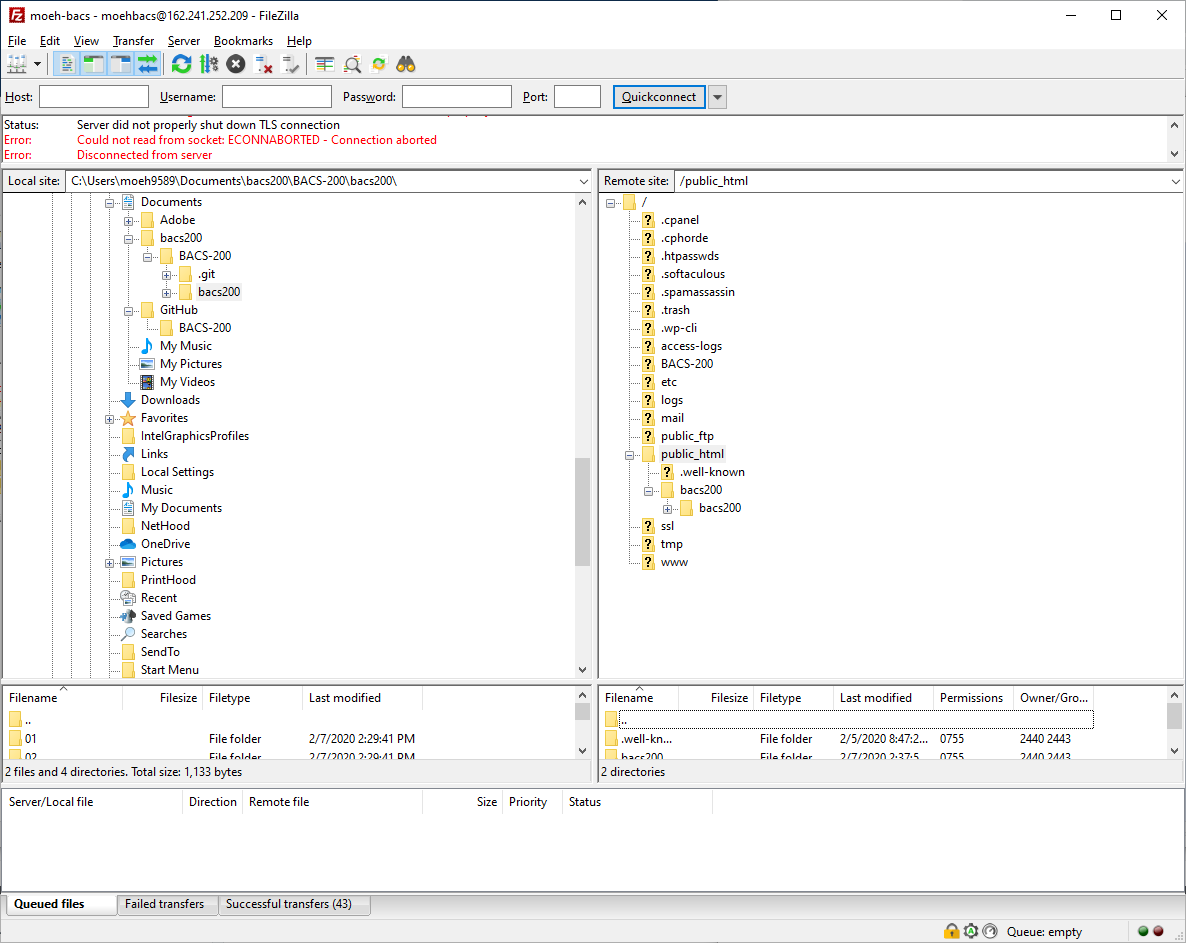 moeh-bacs - moehbacs@162.241.252.209 - FileZilla
File Edit View Transfer Server Bookmarks Help
Host: Username: Password: Port: Quickconnect
Status: Server did not properly shut down TLS connection
Error: Could not read from socket: ECONNABORTED - Connection aborted
Error: Disconnected from server
Local site: C:\Users\moeh9589\Documents\bacs200\BACS-200\bacs200\
Documents
Adobe
bacs200
BACS-200
.git
bacs200
GitHub
BACS-200
My Music
My Pictures
My Videos
Downloads
Favorites
IntelGraphicsProfiles
Links
Local Settings
Music
My Documents
NetHood
OneDrive
Pictures
PrintHood
Recent
Saved Games
Searches
SendTo
Start Menu
Filename Filesize Filetype Last modified
..
01 File folder 2/7/2020 2:29:41 PM
02 File folder 2/7/2020 2:29:41 PM
2 files and 4 directories. Total size: 1,133 bytes
Remote site: /public_html
/
.cpanel
.cphorde
.htpasswds
.softaculous
.spamassassin
.trash
.wp-cli
access-logs
BACS-200
etc
logs
mail
public_ftp
public_html
.well-known
bacs200
bacs200
ssl
tmp
www
Filename Filesize Filetype Last modified Permissions Owner/Gro...
..
.well-kn... File folder 2/5/2020 8:47:2... 0755 2440 2443
bacs200 File folder 2/7/2020 2:37:5... 0755 2440 2443
2 directories
Server/Local file Direction Remote file Size Priority Status
Queued files Failed transfers Successful transfers (43)
Queue: empty